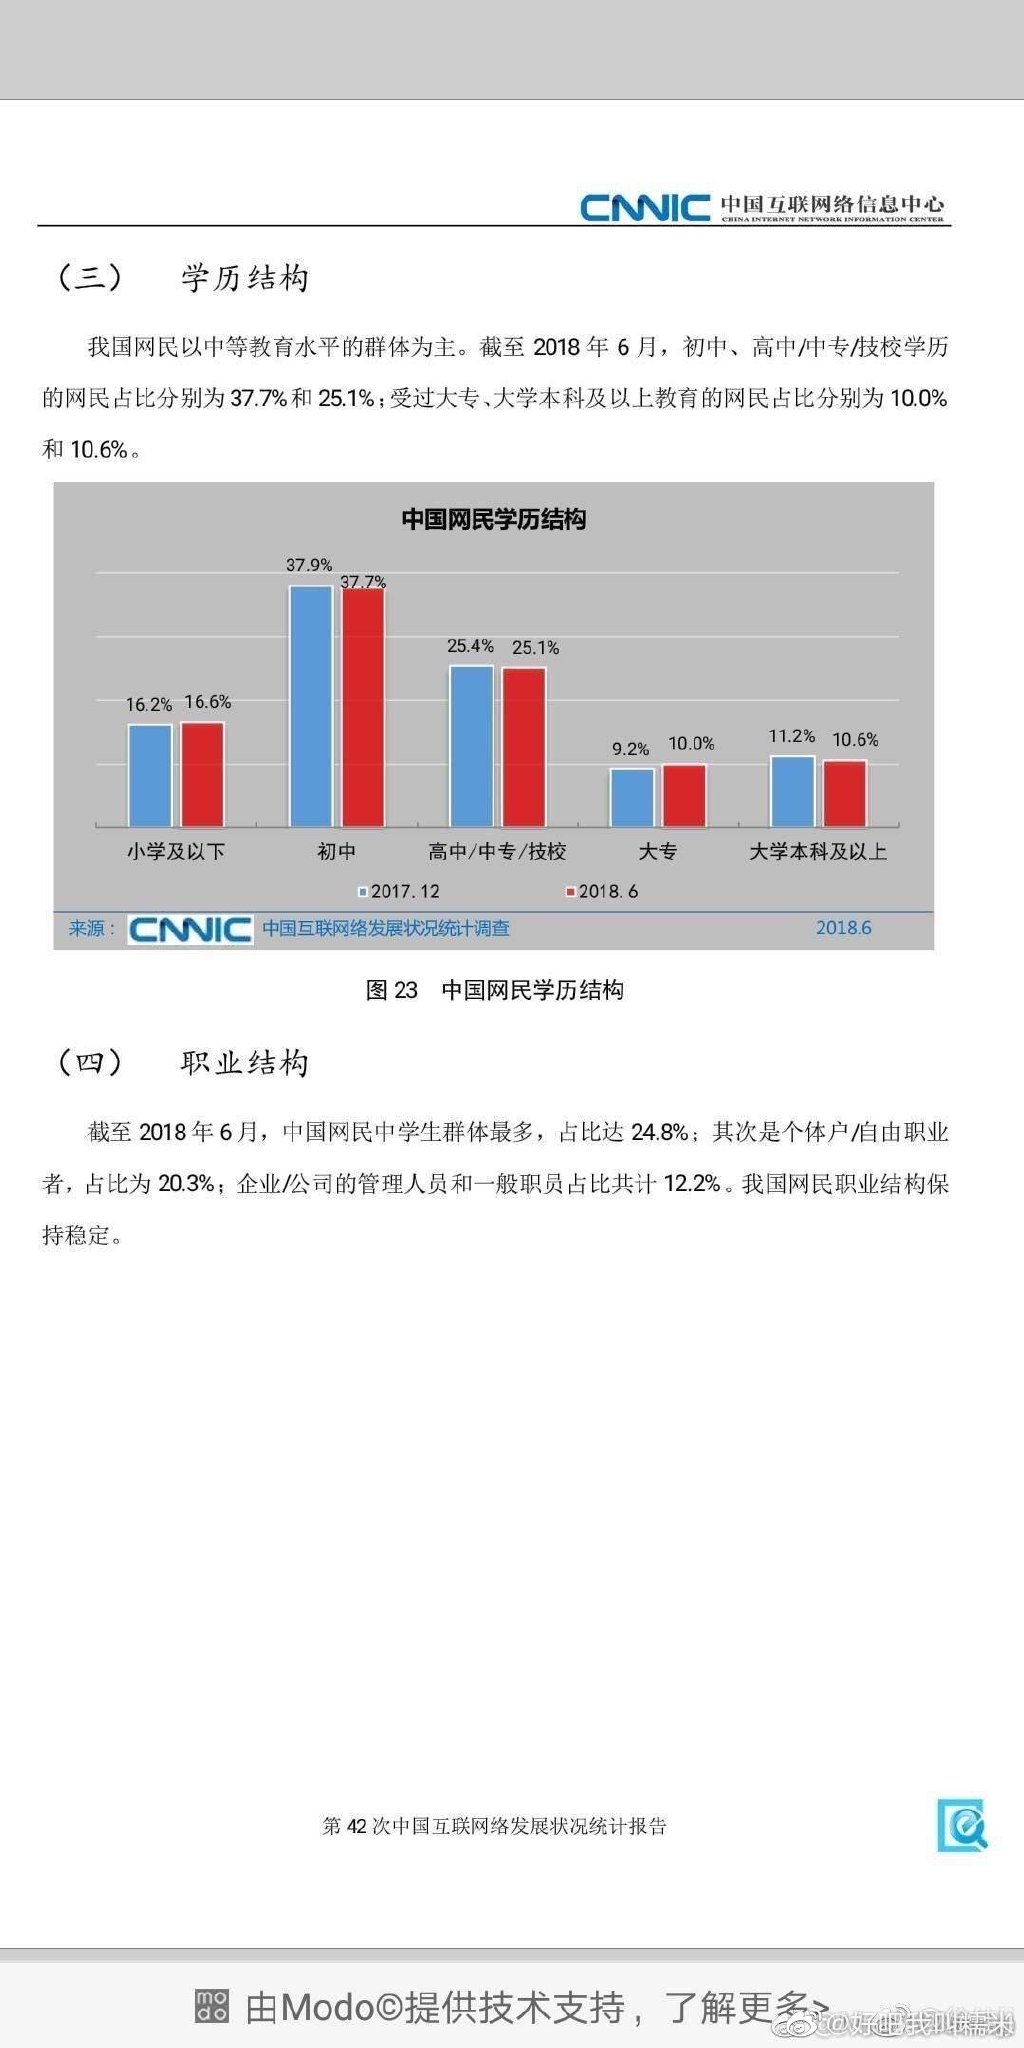 CNNIC 中国互联网络信息中心
CHINA INTERNET NETWORK INFORMATION CENTER
（三） 学历结构
我国网民以中等教育水平的群体为主。截至 2018 年 6 月，初中、高中/中专/技校学历
的网民占比分别为 37.7%和 25.1%；受过大专、大学本科及以上教育的网民占比分别为 10.0%
和 10.6%。
中国网民学历结构
37.9%
37.7%
25.4% 25.1%
16.2% 16.6%
9.2% 10.0% 11.2% 10.6%
小学及以下 初中 高中/中专/技校 大专 大学本科及以上
2017.12 2018.6
来源： CNNIC 中国互联网络发展状况统计调查 2018.6
图 23 中国网民学历结构
（四） 职业结构
截至 2018 年 6 月，中国网民中学生群体最多，占比达 24.8%；其次是个体户/自由职业
者，占比为 20.3%；企业/公司的管理人员和一般职员占比共计 12.2%。我国网民职业结构保
持稳定。
第 42 次中国互联网络发展状况统计报告
modo 由Modo©提供技术支持，了解更多>
@好吧我叫糯米